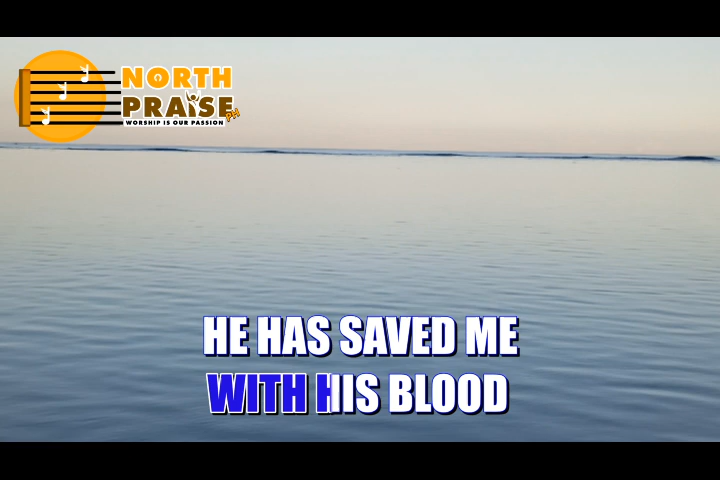 NORTH
PRAISE PH
WORSHIP IS OUR PASSION
HE HAS SAVED ME
WITH HIS BLOOD